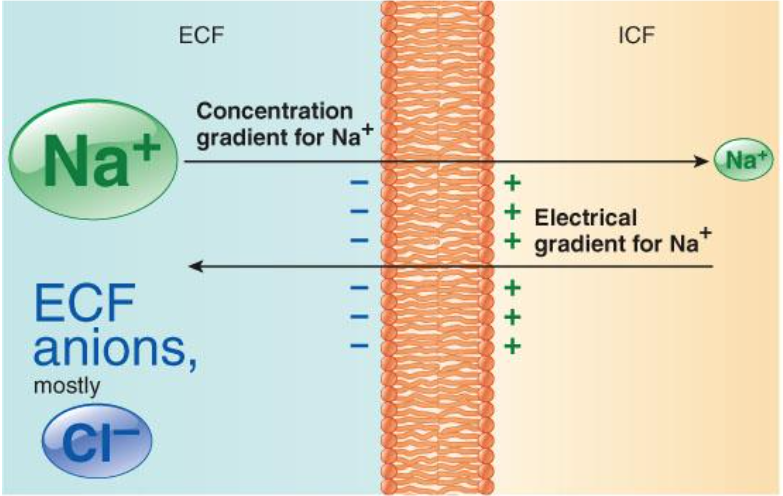 ECF
ICF
Concentration
gradient for Na+
Na+
Na+
– +
– +
– +
Electrical
gradient for Na+
– +
– +
– +
ECF
anions,
mostly
Cl–